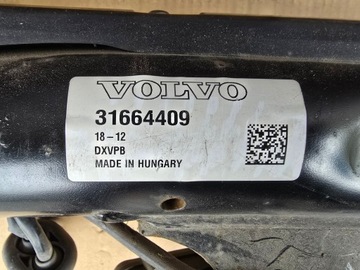 VOLVO
31664409
18-12
DXVPB
MADE IN HUNGARY